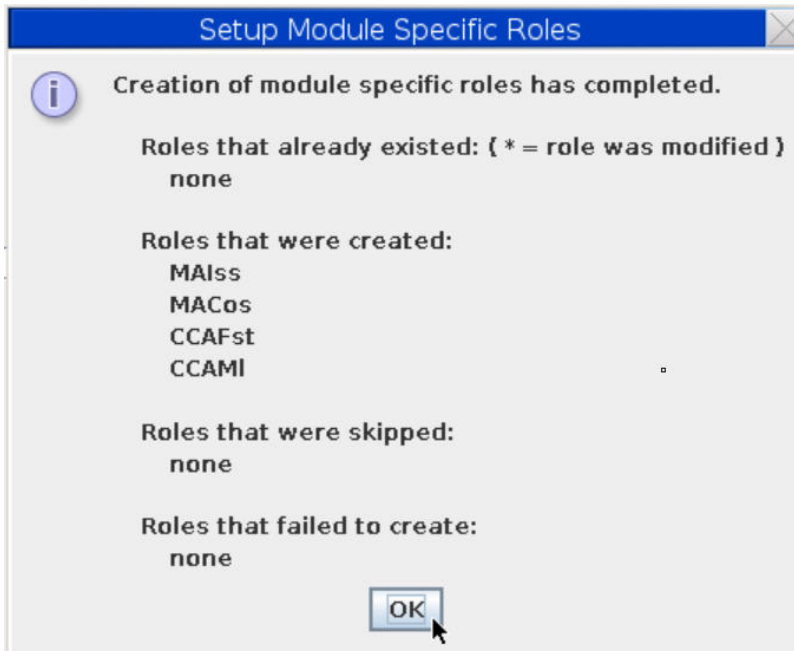 Setup Module Specific Roles
Creation of module specific roles has completed.
Roles that already existed: ( * = role was modified )
none
Roles that were created:
MAIss
MACos
CCAFst
CCAMl
Roles that were skipped:
none
Roles that failed to create:
none
OK